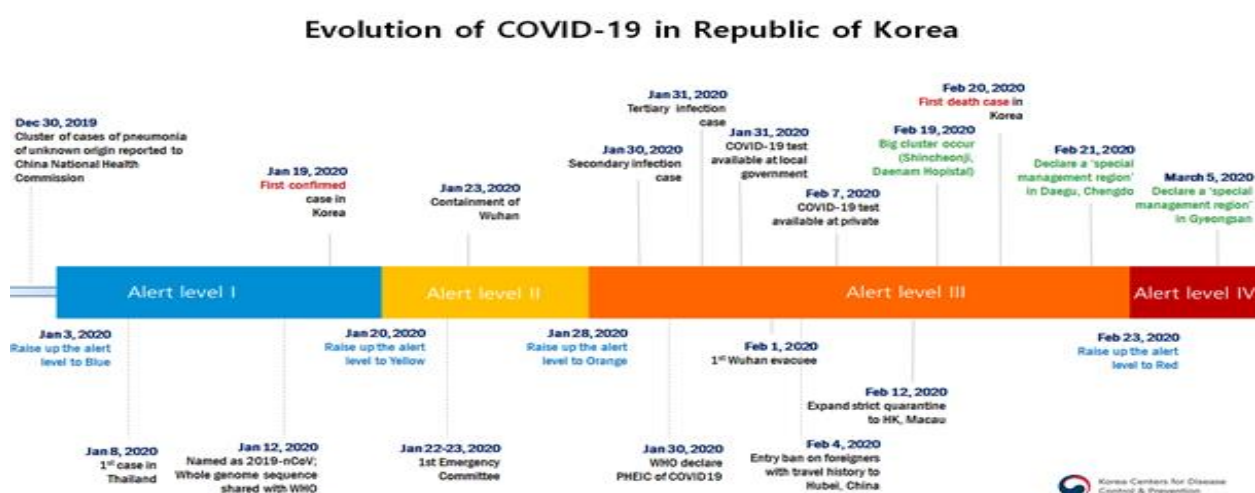 Evolution of COVID-19 in Republic of Korea
Dec 30, 2019
Cluster of cases of pneumonia
of unknown origin reported to
China National Health
Commission
Jan 19, 2020
First confirmed
case in
Korea
Jan 23, 2020
Containment of
Wuhan
Jan 30, 2020
Secondary infection
case
Jan 31, 2020
Tertiary infection
case
Jan 31, 2020
COVID-19 test
available at local
government
Feb 7, 2020
COVID-19 test
available at private
Feb 19, 2020
Big cluster occur
(Shincheonji,
Daenam Hopistal)
Feb 20, 2020
First death case in
Korea
Feb 21, 2020
Declare a 'special
management region'
in Daegu, Chengdo
March 5, 2020
Declare a 'special
management region'
in Gyeongsan
Alert level I
Alert level II
Alert level III
Alert level IV
Jan 3, 2020
Raise up the alert
level to Blue
Jan 8, 2020
1st case in
Thailand
Jan 12, 2020
Named as 2019-nCoV;
Whole genome sequence
shared with WHO
Jan 20, 2020
Raise up the alert
level to Yellow
Jan 22-23, 2020
1st Emergency
Committee
Jan 28, 2020
Raise up the alert
level to Orange
Jan 30, 2020
WHO declare
PHEIC of COVID19
Feb 1, 2020
1st Wuhan evacuee
Feb 4, 2020
Entry ban on foreigners
with travel history to
Hubei, China
Feb 12, 2020
Expand strict quarantine
to HK, Macau
Feb 23, 2020
Raise up the alert
level to Red
Korea Centers for Disease
Control & Prevention